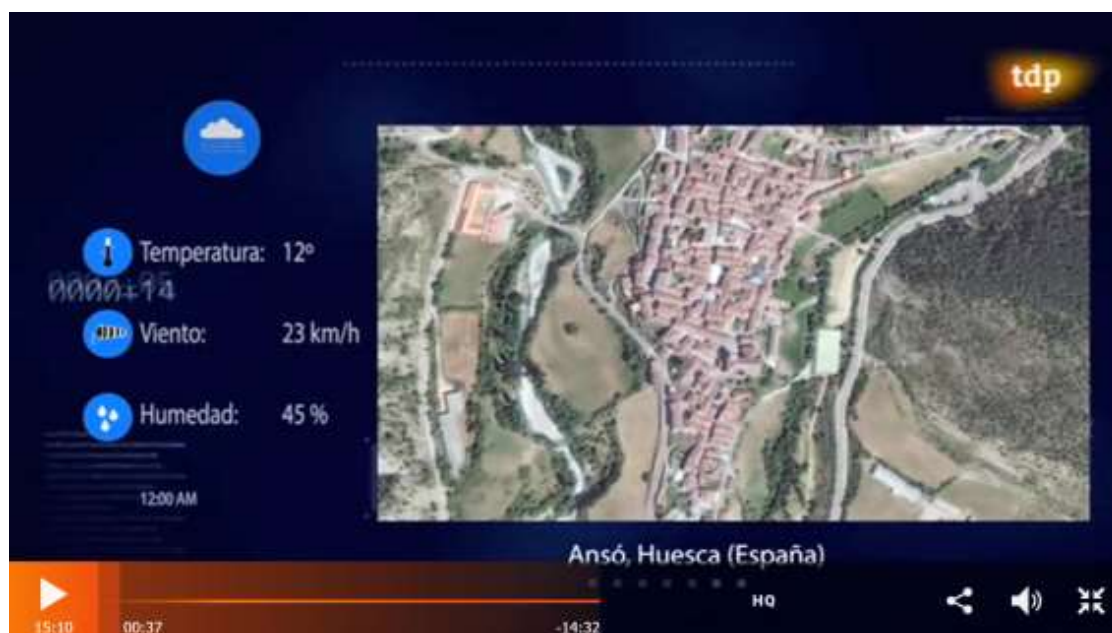 tdp
Temperatura: 12º
Viento: 23 km/h
Humedad: 45 %
12:00 AM
Ansó, Huesca (España)
HQ
15:10 00:37 -14:32